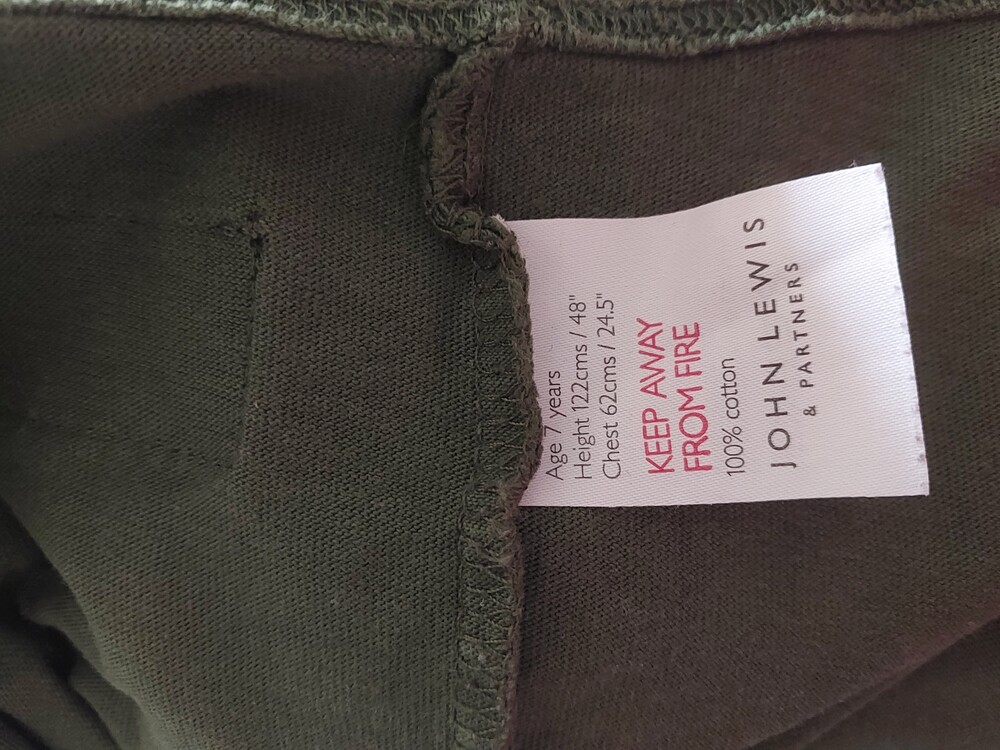 Age 7 years
Height 122cms / 48"
Chest 62cms / 24.5"
KEEP AWAY
FROM FIRE
100% cotton
JOHN LEWIS
& PARTNERS